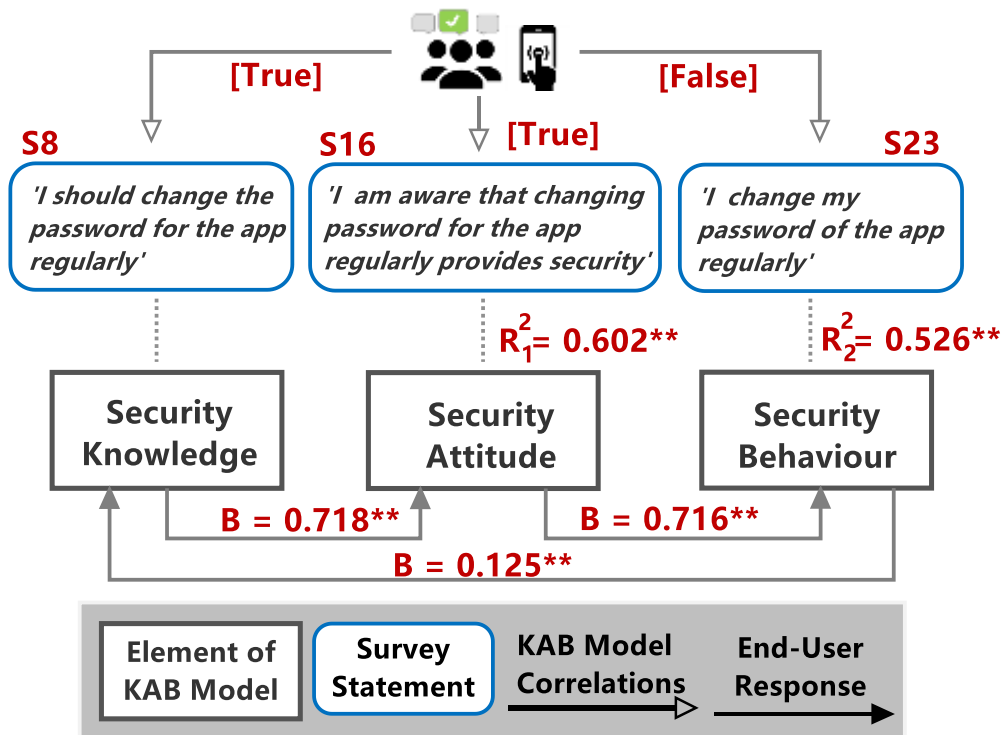 [True]
[True]
[False]
S8
S16
S23
'I should change the
password for the app
regularly'
'I am aware that changing
password for the app
regularly provides security'
'I change my
password of the app
regularly'
R₁²= 0.602**
R₂²= 0.526**
Security
Knowledge
Security
Attitude
Security
Behaviour
B = 0.718**
B = 0.716**
B = 0.125**
Element of
KAB Model
Survey
Statement
KAB Model
Correlations
End-User
Response